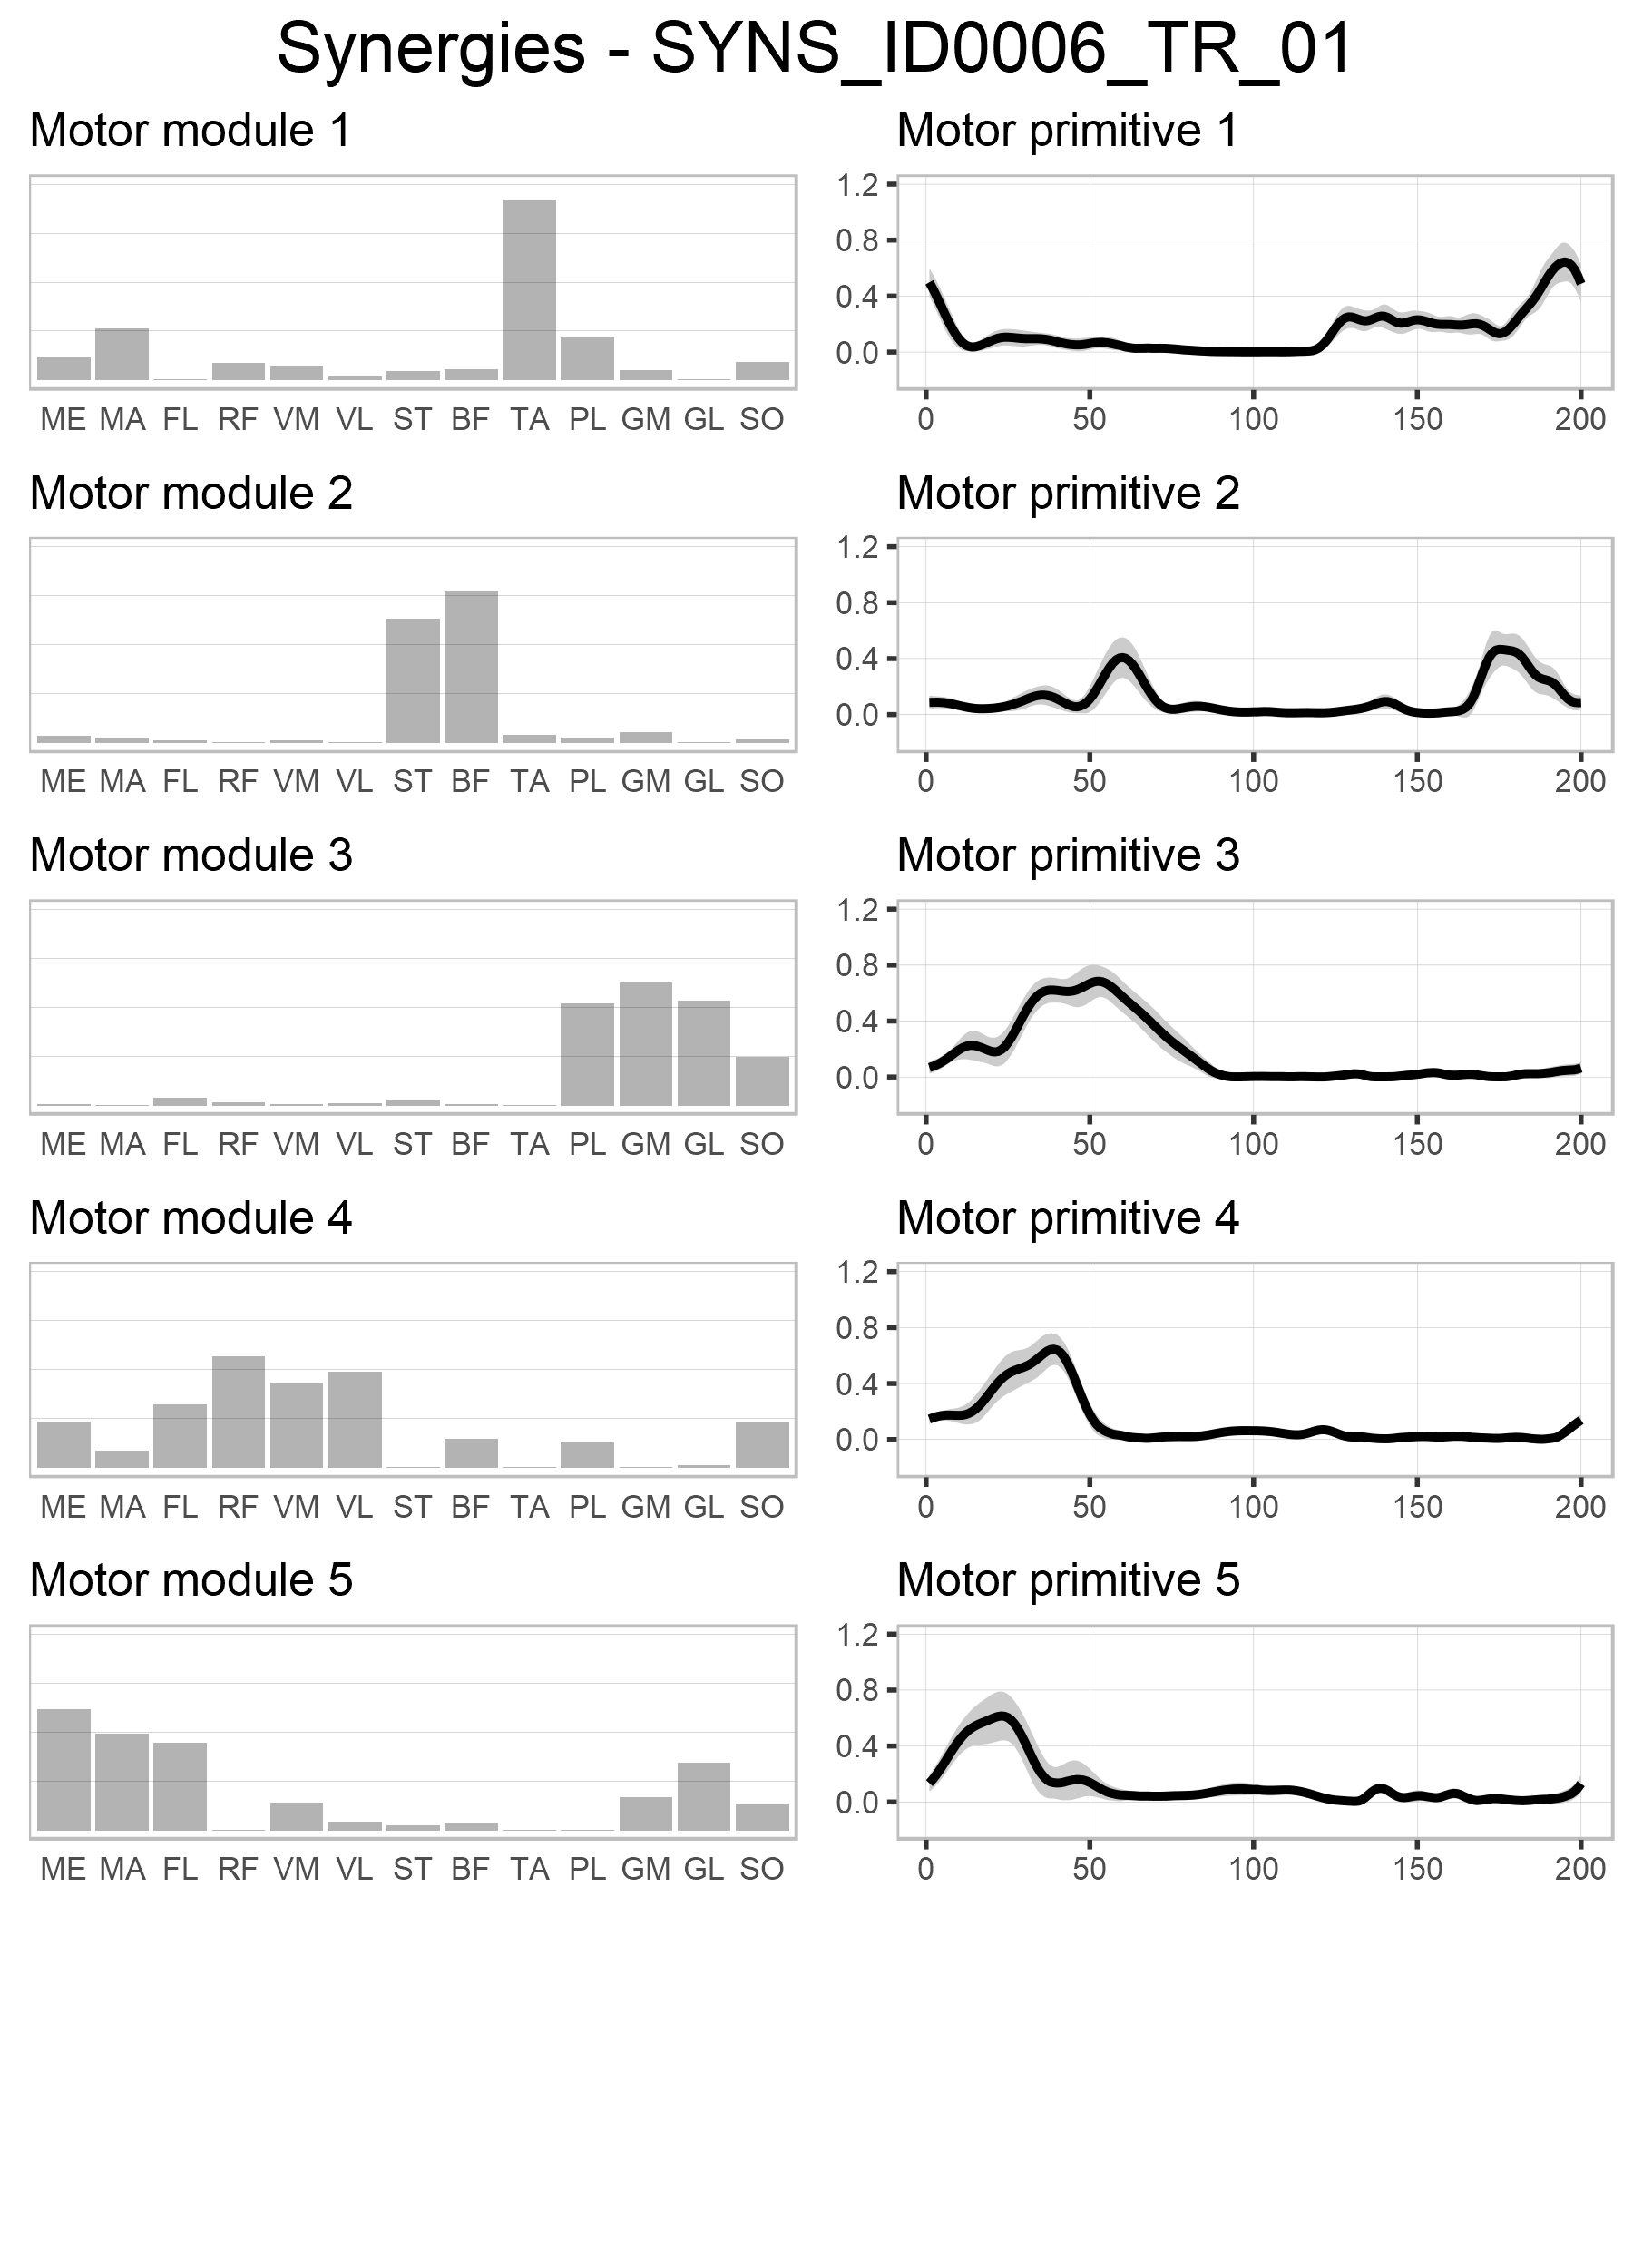 Synergies - SYNS_ID0006_TR_01
Motor module 1
Motor primitive 1
1.2
0.8
0.4
0.0
ME MA FL RF VM VL ST BF TA PL GM GL SO
0 50 100 150 200
Motor module 2
Motor primitive 2
1.2
0.8
0.4
0.0
ME MA FL RF VM VL ST BF TA PL GM GL SO
0 50 100 150 200
Motor module 3
Motor primitive 3
1.2
0.8
0.4
0.0
ME MA FL RF VM VL ST BF TA PL GM GL SO
0 50 100 150 200
Motor module 4
Motor primitive 4
1.2
0.8
0.4
0.0
ME MA FL RF VM VL ST BF TA PL GM GL SO
0 50 100 150 200
Motor module 5
Motor primitive 5
1.2
0.8
0.4
0.0
ME MA FL RF VM VL ST BF TA PL GM GL SO
0 50 100 150 200